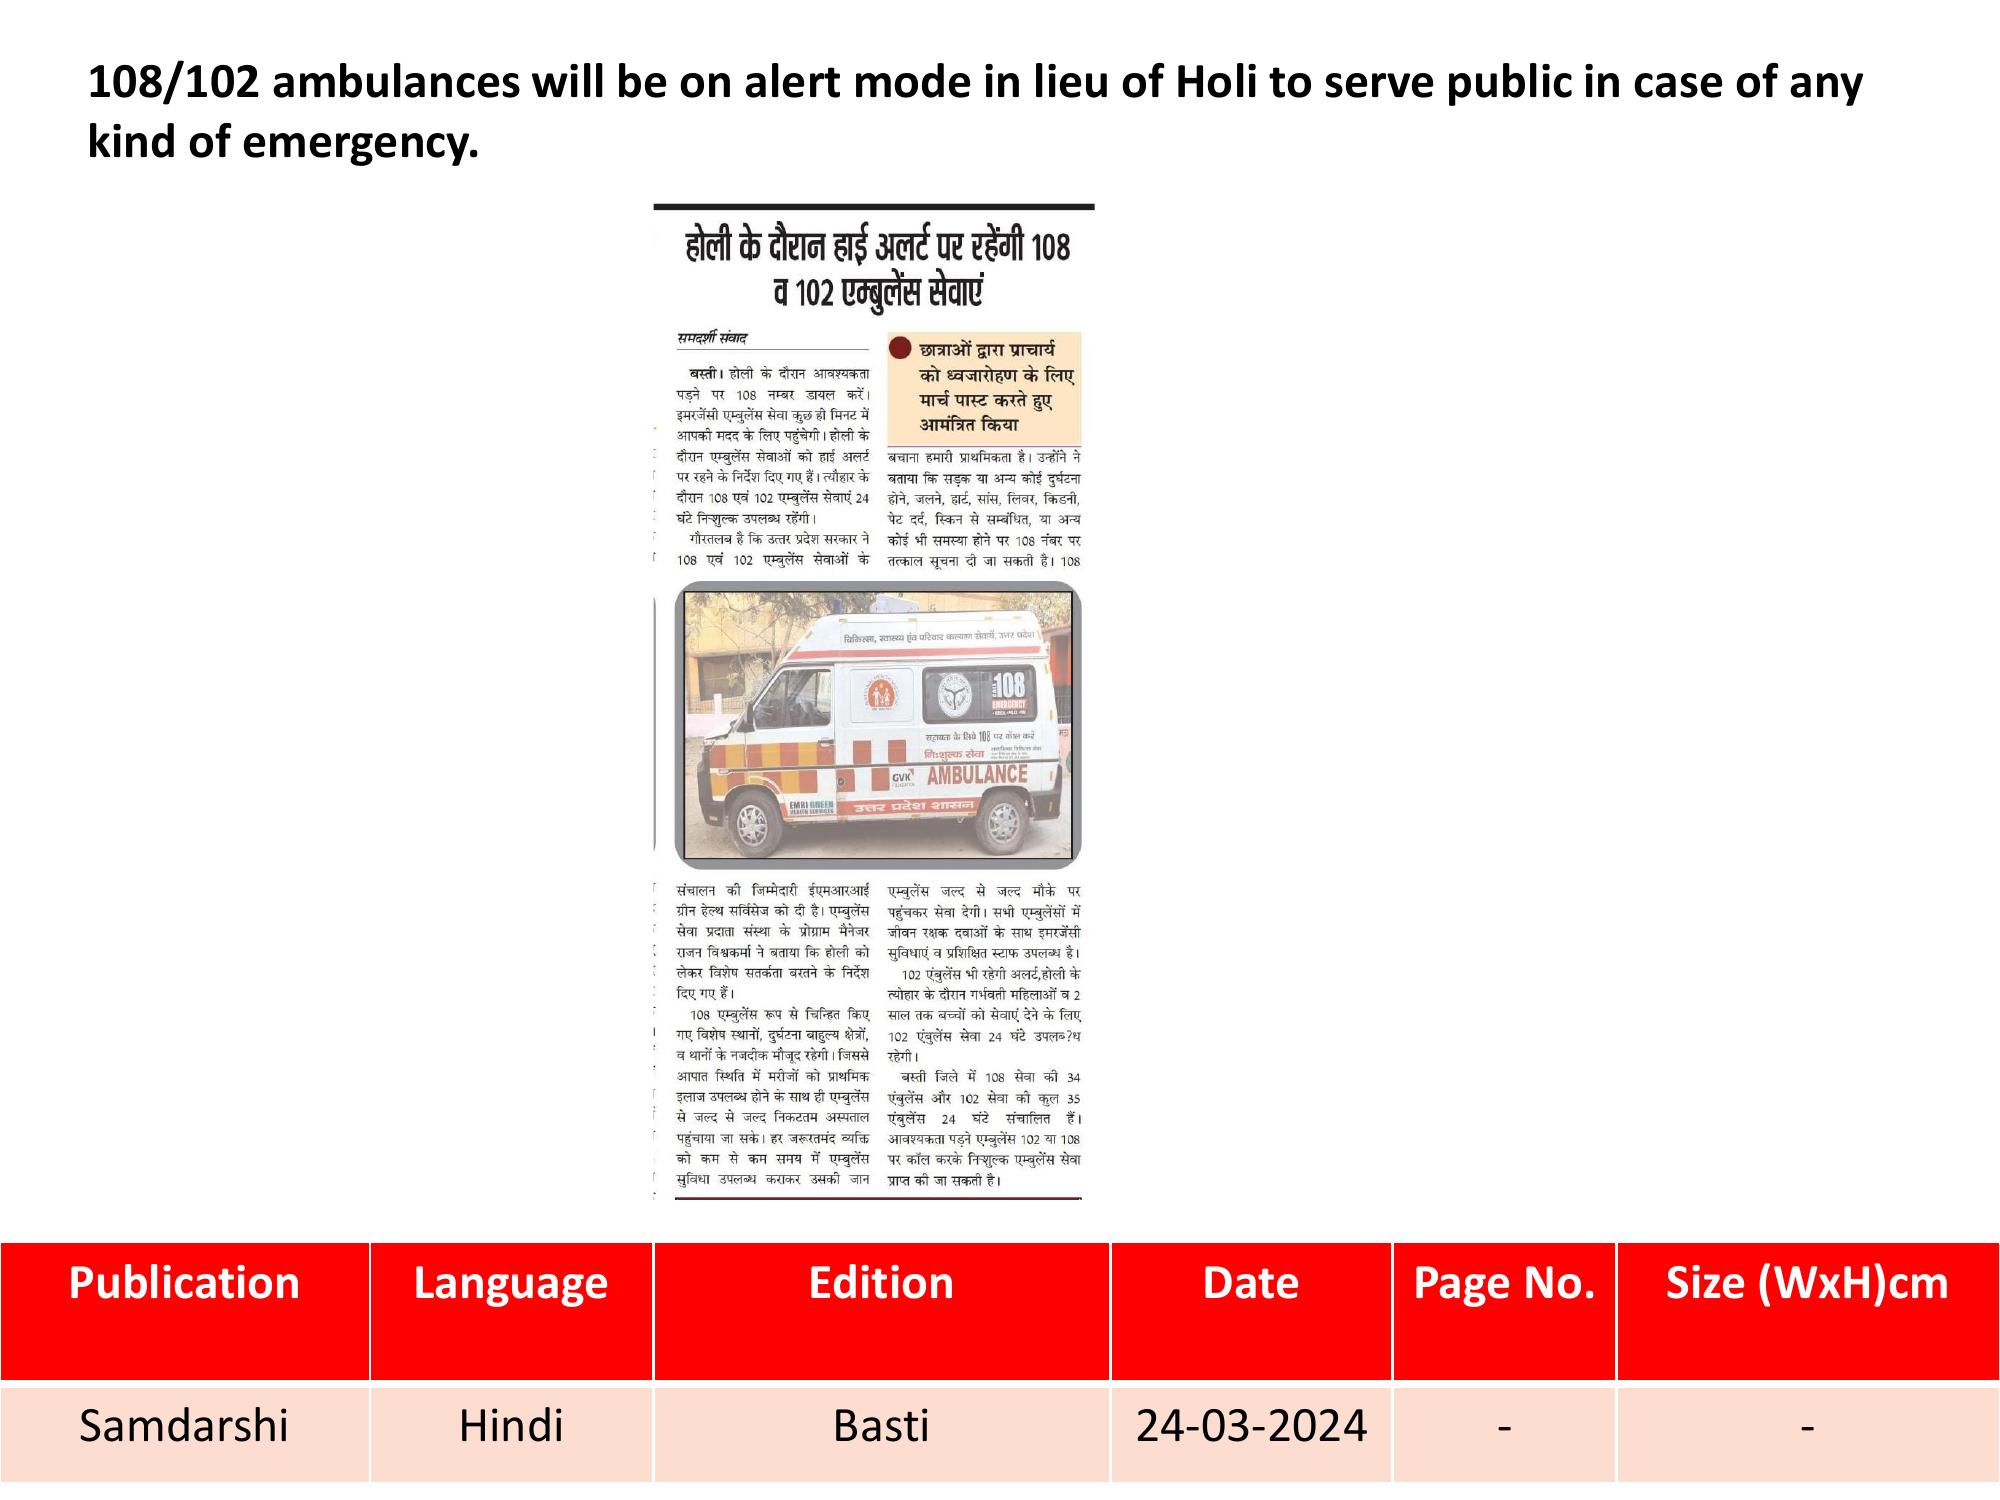 108/102 ambulances will be on alert mode in lieu of Holi to serve public in case of any
kind of emergency.
होली के दौरान हाई अलर्ट पर रहेंगी 108
व 102 एम्बुलेंस सेवाएं
समदर्शी संवाद
बस्ती। होली के दौरान आवश्यकता
पड़ने पर 108 नम्बर डायल करें।
इमरजेंसी एम्बुलेंस सेवा कुछ ही मिनट में
आपकी मदद के लिए पहुंचेगी। होली के
दौरान एम्बुलेंस सेवाओं को हाई अलर्ट
पर रहने के निर्देश दिए गए हैं। त्यौहार के
दौरान 108 एवं 102 एम्बुलेंस सेवाएं 24
घंटे निःशुल्क उपलब्ध रहेंगी।
गौरतलब है कि उत्तर प्रदेश सरकार ने
108 एवं 102 एम्बुलेंस सेवाओं के
छात्राओं द्वारा प्राचार्य
को ध्वजारोहण के लिए
मार्च पास्ट करते हुए
आमंत्रित किया
बचाना हमारी प्राथमिकता है। उन्होंने ने
बताया कि सड़क या अन्य कोई दुर्घटना
होने, जलने, हार्ट, सांस, लिवर, किडनी,
पेट दर्द, स्किन से सम्बंधित, या अन्य
कोई भी समस्या होने पर 108 नंबर पर
तत्काल सूचना दी जा सकती है। 108
चिकित्सा, स्वास्थ्य एंव परिवार कल्याण सेवायें, उत्तर प्रदेश
108
EMERGENCY
सहायता के लिये 108 पर कॉल करें
निःशुल्क सेवा
GVK
AMBULANCE
EMRI GREEN
HEALTH SERVICES
उत्तर प्रदेश शासन
संचालन की जिम्मेदारी ईएमआरआई
ग्रीन हेल्थ सर्विसेज को दी है। एम्बुलेंस
सेवा प्रदाता संस्था के प्रोग्राम मैनेजर
राजन विश्वकर्मा ने बताया कि होली को
लेकर विशेष सतर्कता बरतने के निर्देश
दिए गए हैं।
108 एम्बुलेंस रूप से चिन्हित किए
गए विशेष स्थानों, दुर्घटना बाहुल्य क्षेत्रों,
व थानों के नजदीक मौजूद रहेगी। जिससे
आपात स्थिति में मरीजों को प्राथमिक
इलाज उपलब्ध होने के साथ ही एम्बुलेंस
से जल्द से जल्द निकटतम अस्पताल
पहुंचाया जा सके। हर जरूरतमंद व्यक्ति
को कम से कम समय में एम्बुलेंस
सुविधा उपलब्ध कराकर उसकी जान
एम्बुलेंस जल्द से जल्द मौके पर
पहुंचकर सेवा देगी। सभी एम्बुलेंसों में
जीवन रक्षक दवाओं के साथ इमरजेंसी
सुविधाएं व प्रशिक्षित स्टाफ उपलब्ध है।
102 एंबुलेंस भी रहेगी अलर्ट,होली के
त्योहार के दौरान गर्भवती महिलाओं व 2
साल तक बच्चों को सेवाएं देने के लिए
102 एंबुलेंस सेवा 24 घंटे उपलब्?ध
रहेगी।
बस्ती जिले में 108 सेवा की 34
एंबुलेंस और 102 सेवा की कुल 35
एंबुलेंस 24 घंटे संचालित हैं।
आवश्यकता पड़ने एम्बुलेंस 102 या 108
पर कॉल करके निःशुल्क एम्बुलेंस सेवा
प्राप्त की जा सकती है।
Publication Language Edition Date Page No. Size (WxH)cm
Samdarshi Hindi Basti 24-03-2024 - -